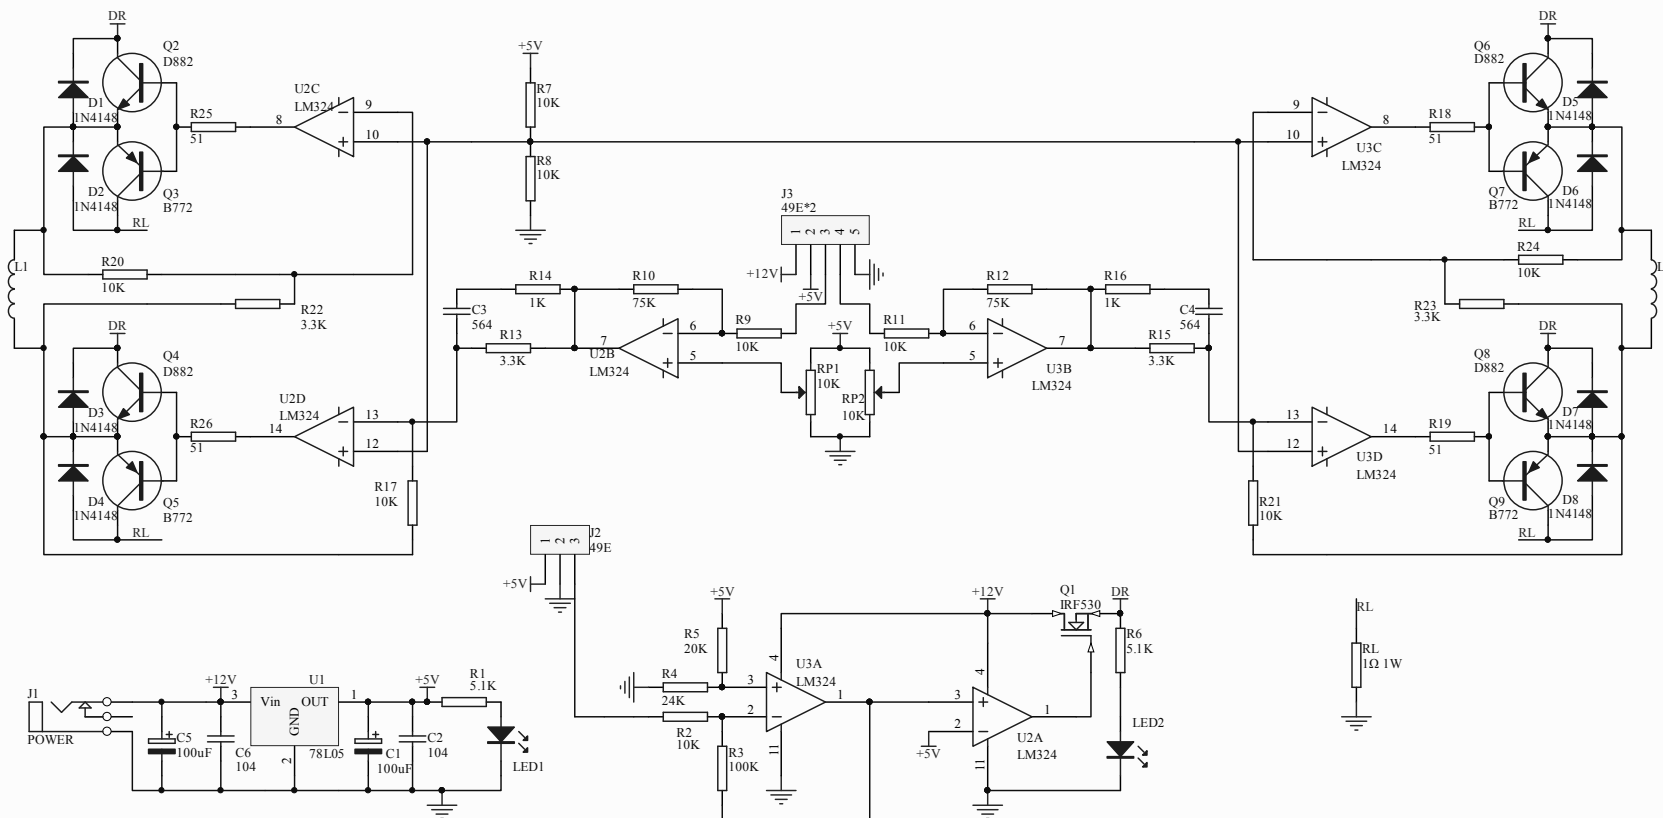 DR
Q2
D882
D1
1N4148
R25
51
8
U2C
LM324
9
10
D2
1N4148
Q3
B772
RL
+5V
R7
10K
R8
10K
DR
Q6
D882
D5
1N4148
9
10
8
R18
51
U3C
LM324
Q7
B772
D6
1N4148
RL
L1
R20
10K
R22
3.3K
J3
49E*2
1
2
3
4
5
+12V
+5V
R24
10K
R23
3.3K
L
C3
564
R14
1K
R10
75K
R13
3.3K
7
U2B
LM324
6
5
R9
10K
+5V
RP1
10K
RP2
10K
R11
10K
R12
75K
6
5
7
U3B
LM324
R16
1K
C4
564
R15
3.3K
DR
Q4
D882
D3
1N4148
R26
51
14
U2D
LM324
13
12
D4
1N4148
Q5
B772
RL
R17
10K
DR
Q8
D882
D7
1N4148
13
12
14
R19
51
U3D
LM324
Q9
B772
D8
1N4148
RL
R21
10K
J2
49E
1
2
3
+5V
+5V
R5
20K
R4
24K
R2
10K
R3
100K
3
2
4
11
1
U3A
LM324
+12V
4
3
2
11
1
+5V
U2A
LM324
Q1
IRF530
DR
R6
5.1K
LED2
RL
RL
1Ω 1W
J1
POWER
C5
100uF
+
C6
104
+12V
3
Vin
U1
OUT
GND
2
78L05
1
+
C1
100uF
C2
104
+5V
R1
5.1K
LED1